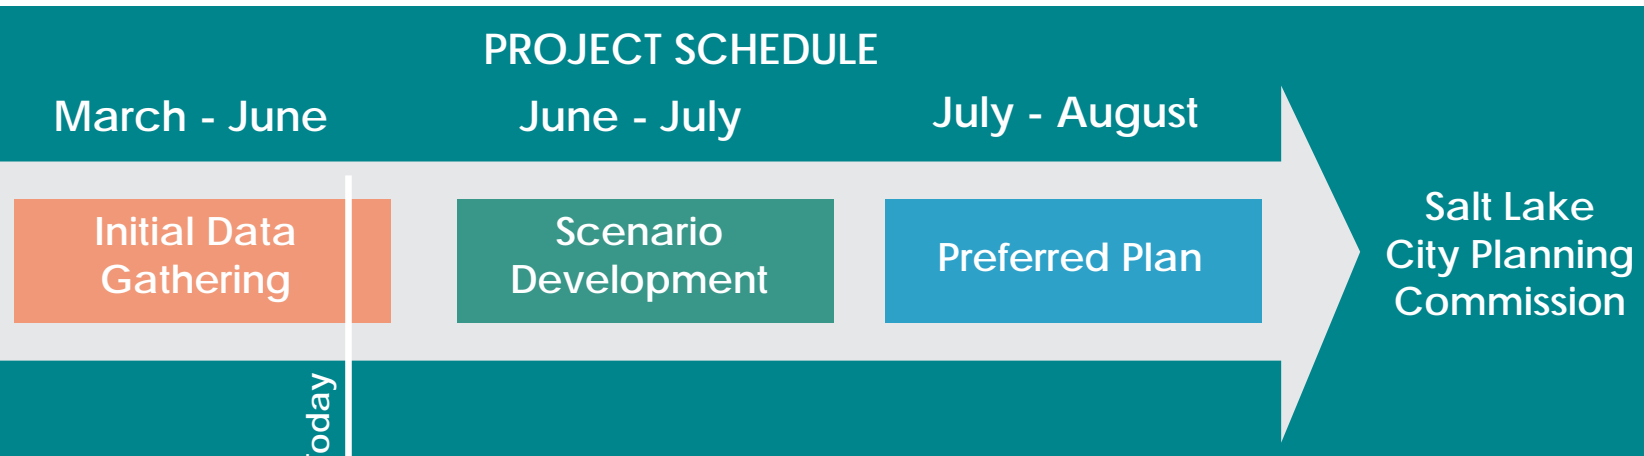 PROJECT SCHEDULE
March - June
June - July
July - August
Initial Data
Gathering
Scenario
Development
Preferred Plan
Salt Lake
City Planning
Commission
Today